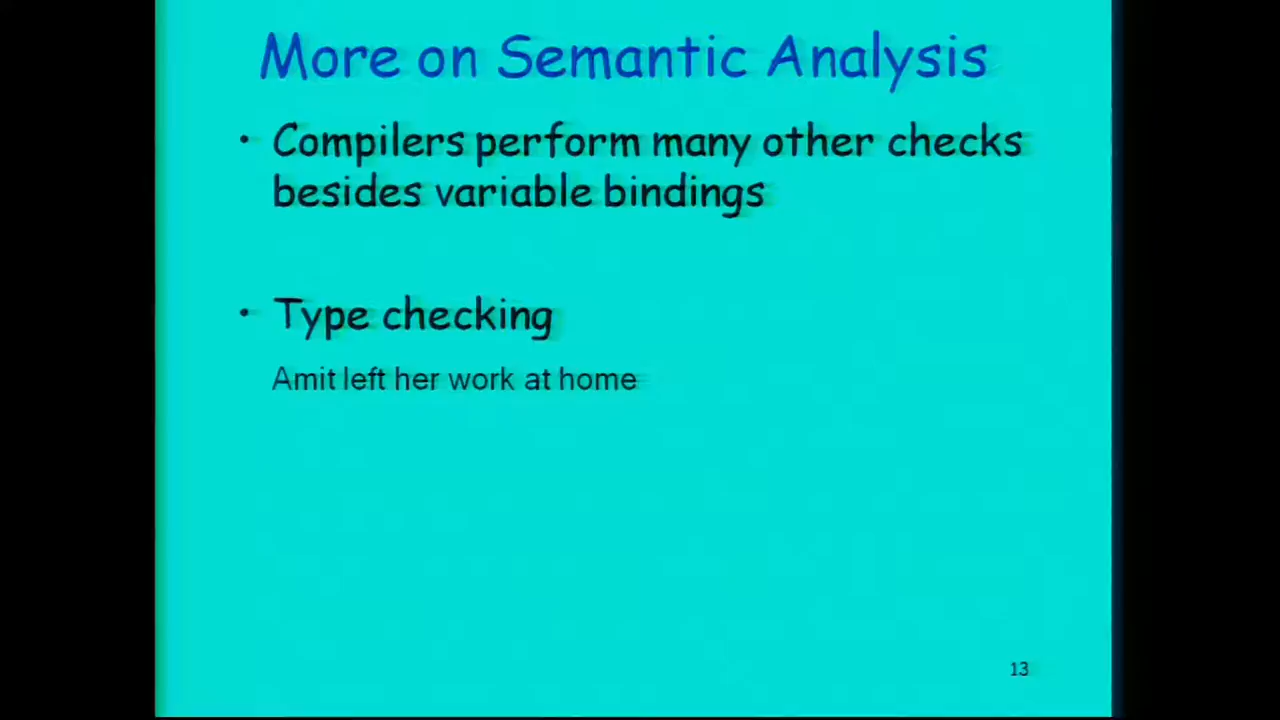 More on Semantic Analysis
• Compilers perform many other checks
besides variable bindings
• Type checking
Amit left her work at home
13